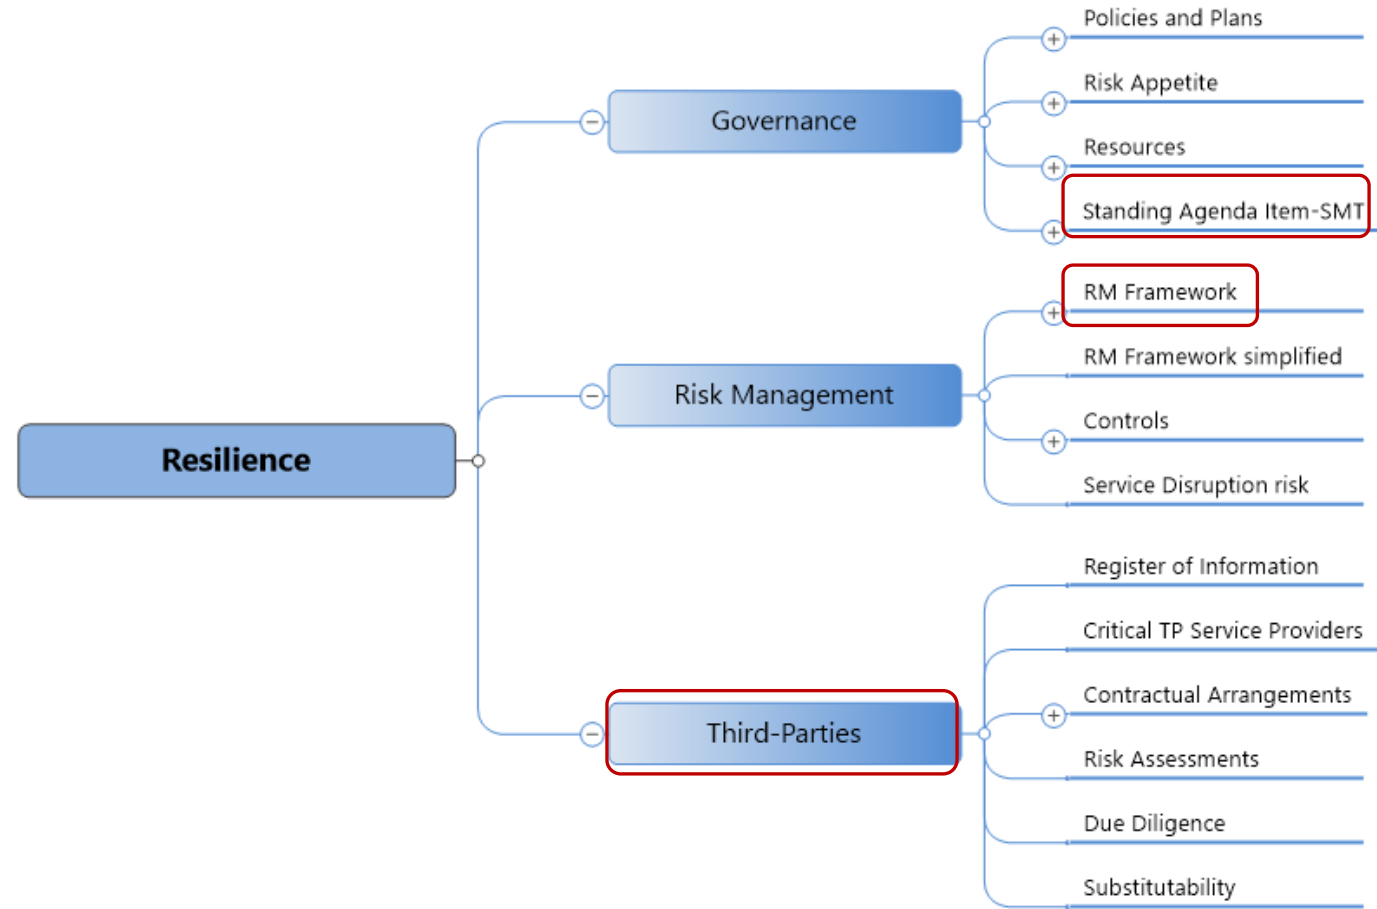 Resilience
Governance
Policies and Plans
Risk Appetite
Resources
Standing Agenda Item-SMT
Risk Management
RM Framework
RM Framework simplified
Controls
Service Disruption risk
Third-Parties
Register of Information
Critical TP Service Providers
Contractual Arrangements
Risk Assessments
Due Diligence
Substitutability